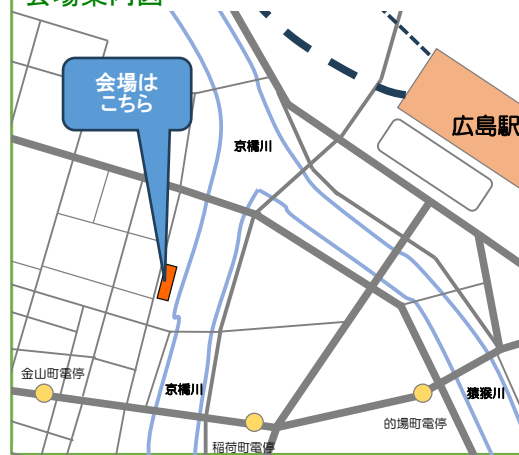 会場案内図
会場は
こちら
京橋川
広島駅
金山町電停
京橋川
稲荷町電停
的場町電停
猿猴川